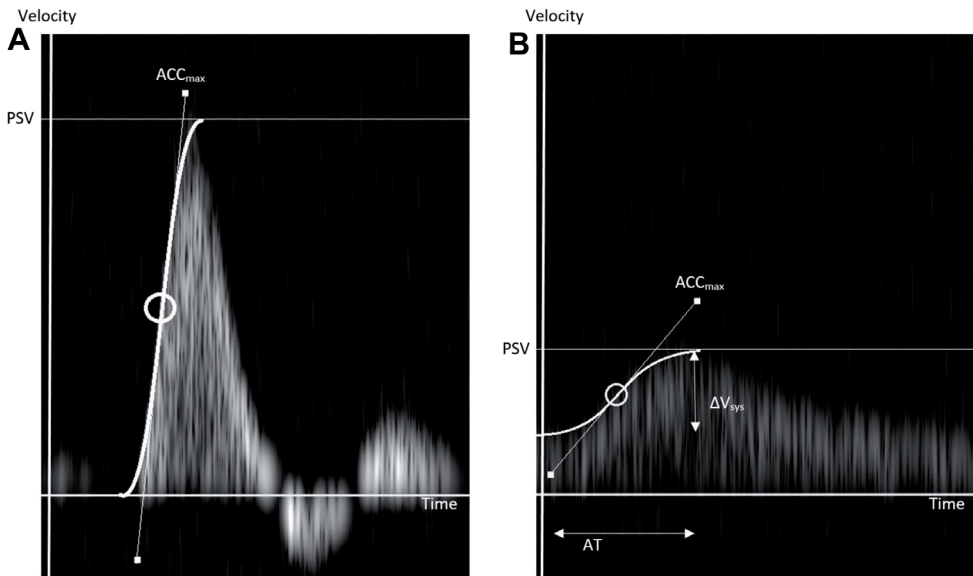 Velocity
A
ACCmax
PSV
Time
Velocity
B
ACCmax
PSV
ΔVsys
Time
AT